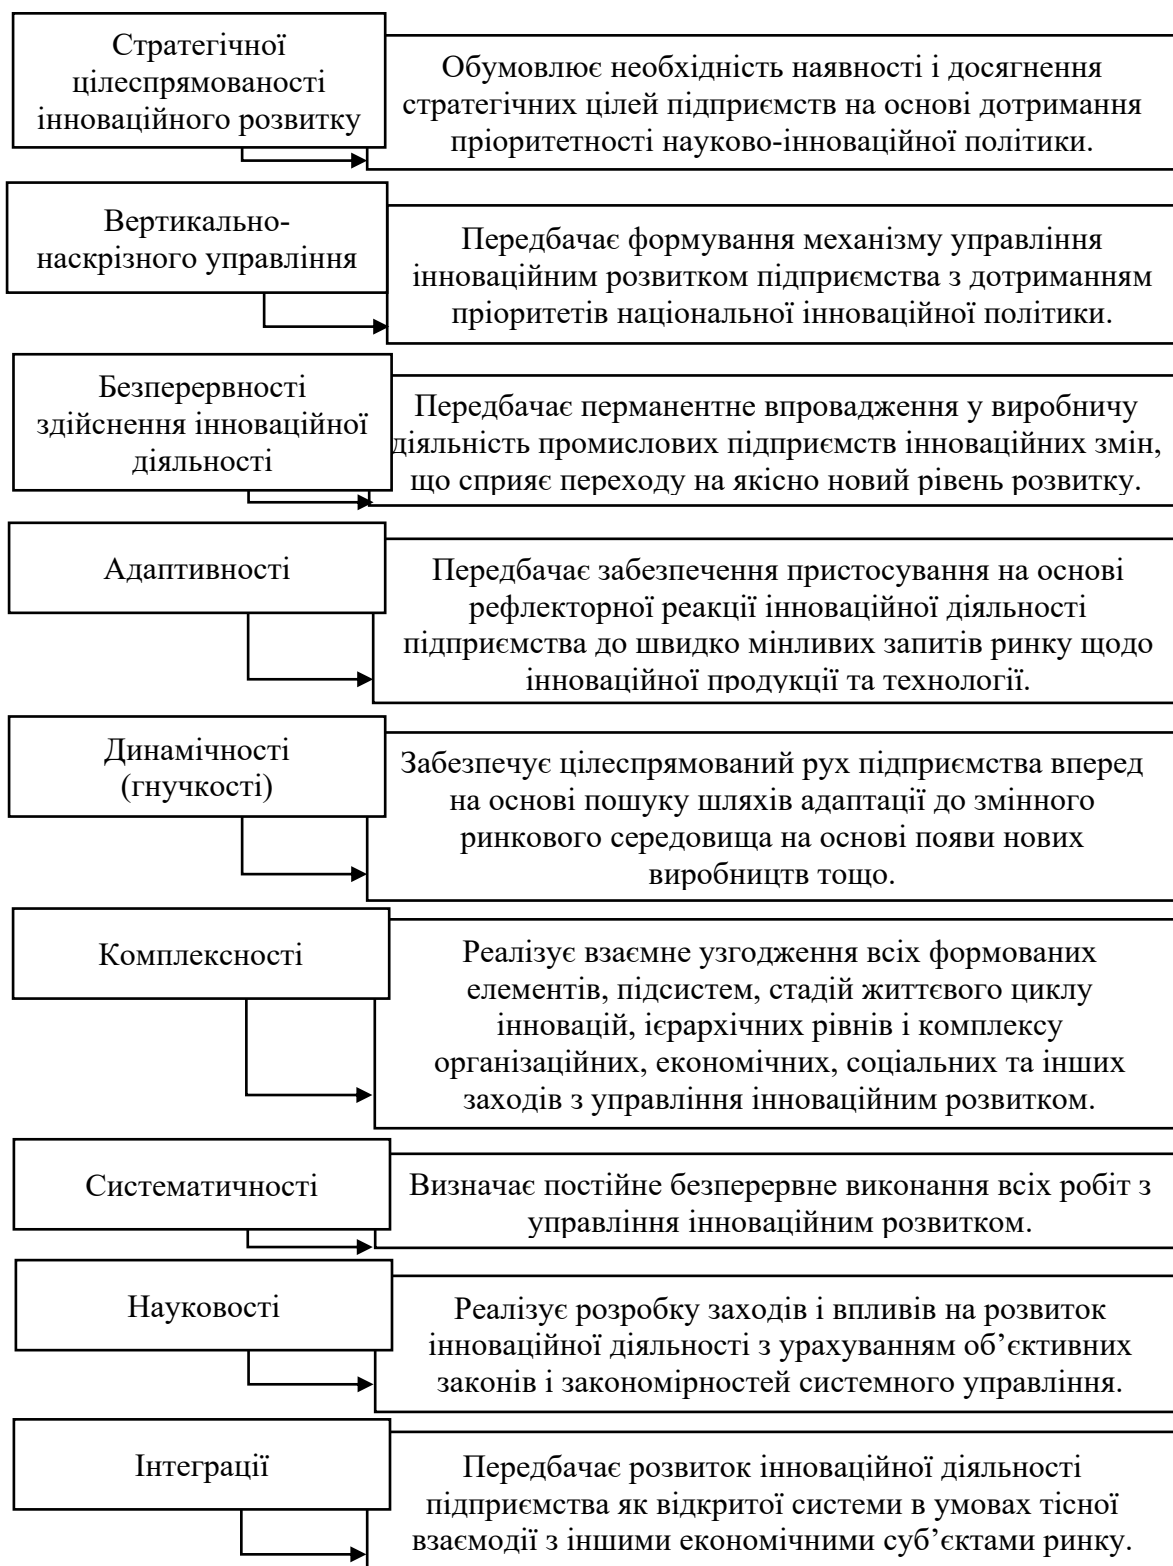 Стратегічної
цілеспрямованості
інноваційного розвитку
Обумовлює необхідність наявності і досягнення
стратегічних цілей підприємств на основі дотримання
пріоритетності науково-інноваційної політики.
Вертикально-
наскрізного управління
Передбачає формування механізму управління
інноваційним розвитком підприємства з дотриманням
пріоритетів національної інноваційної політики.
Безперервності
здійснення інноваційної
діяльності
Передбачає перманентне впровадження у виробничу
діяльність промислових підприємств інноваційних змін,
що сприяє переходу на якісно новий рівень розвитку.
Адаптивності
Передбачає забезпечення пристосування на основі
рефлекторної реакції інноваційної діяльності
підприємства до швидко мінливих запитів ринку щодо
інноваційної продукції та технології.
Динамічності
(гнучкості)
Забезпечує цілеспрямований рух підприємства вперед
на основі пошуку шляхів адаптації до змінного
ринкового середовища на основі появи нових
виробництв тощо.
Комплексності
Реалізує взаємне узгодження всіх формованих
елементів, підсистем, стадій життєвого циклу
інновацій, ієрархічних рівнів і комплексу
організаційних, економічних, соціальних та інших
заходів з управління інноваційним розвитком.
Систематичності
Визначає постійне безперервне виконання всіх робіт з
управління інноваційним розвитком.
Науковості
Реалізує розробку заходів і впливів на розвиток
інноваційної діяльності з урахуванням об’єктивних
законів і закономірностей системного управління.
Інтеграції
Передбачає розвиток інноваційної діяльності
підприємства як відкритої системи в умовах тісної
взаємодії з іншими економічними суб’єктами ринку.